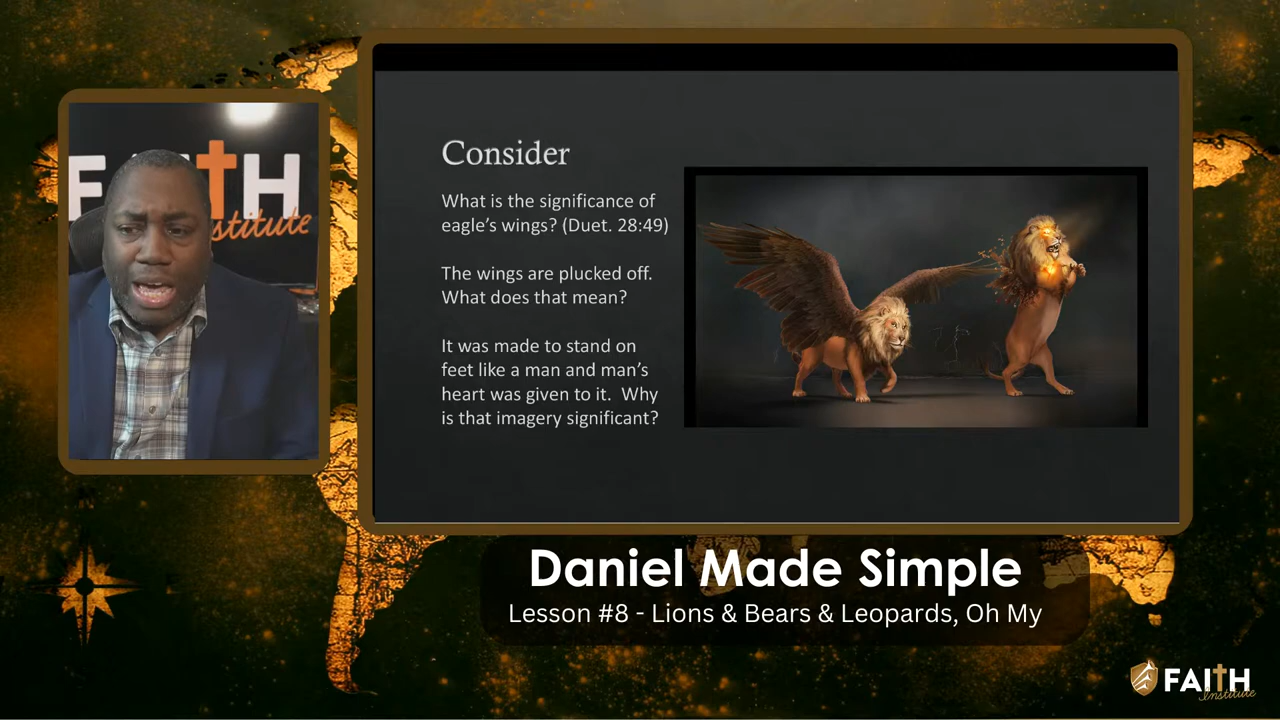 FAITH
Institute
Consider
What is the significance of
eagle's wings? (Duet. 28:49)
The wings are plucked off.
What does that mean?
It was made to stand on
feet like a man and man's
heart was given to it.  Why
is that imagery significant?
Daniel Made Simple
Lesson #8 - Lions & Bears & Leopards, Oh My
FAITH
Institute